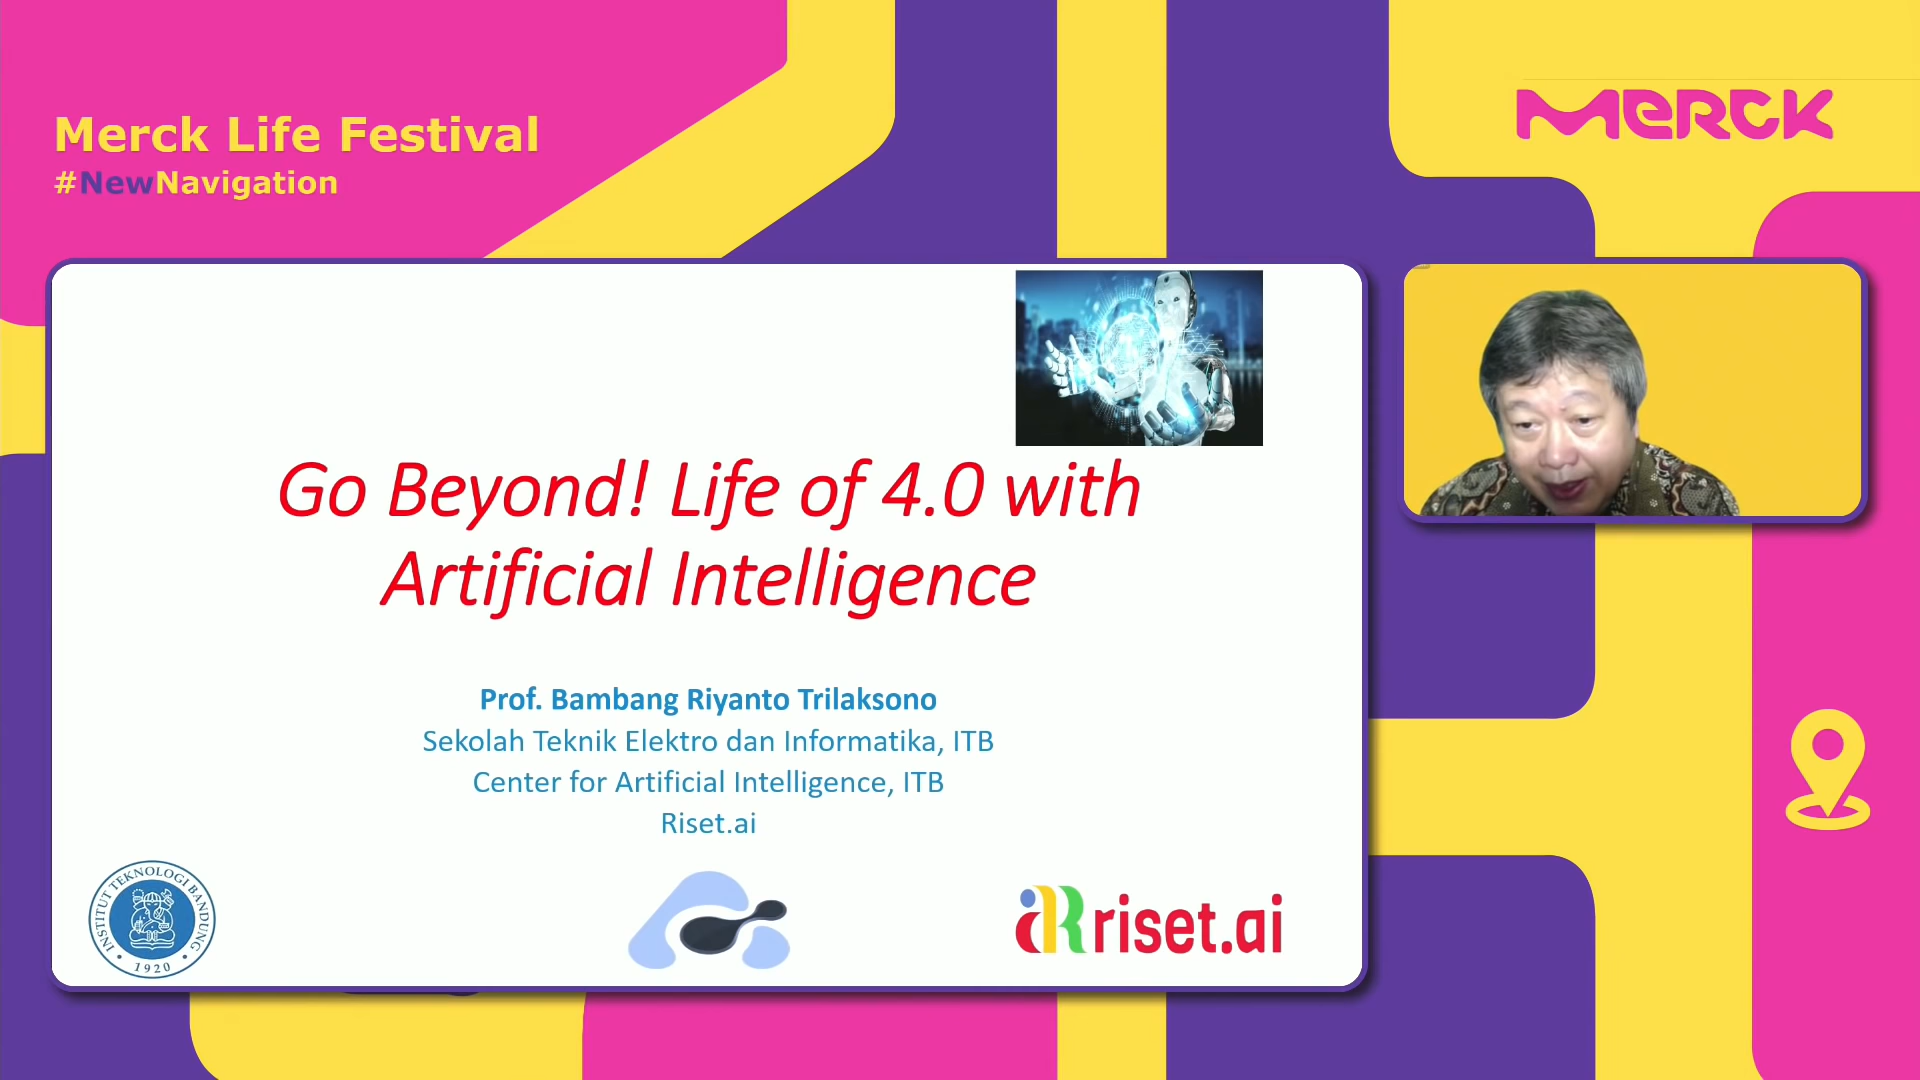 Merck Life Festival
#NewNavigation
MERCK
Go Beyond! Life of 4.0 with
Artificial Intelligence
Prof. Bambang Riyanto Trilaksono
Sekolah Teknik Elektro dan Informatika, ITB
Center for Artificial Intelligence, ITB
Riset.ai
INSTITUT TEKNOLOGI BANDUNG
1920
riset.ai